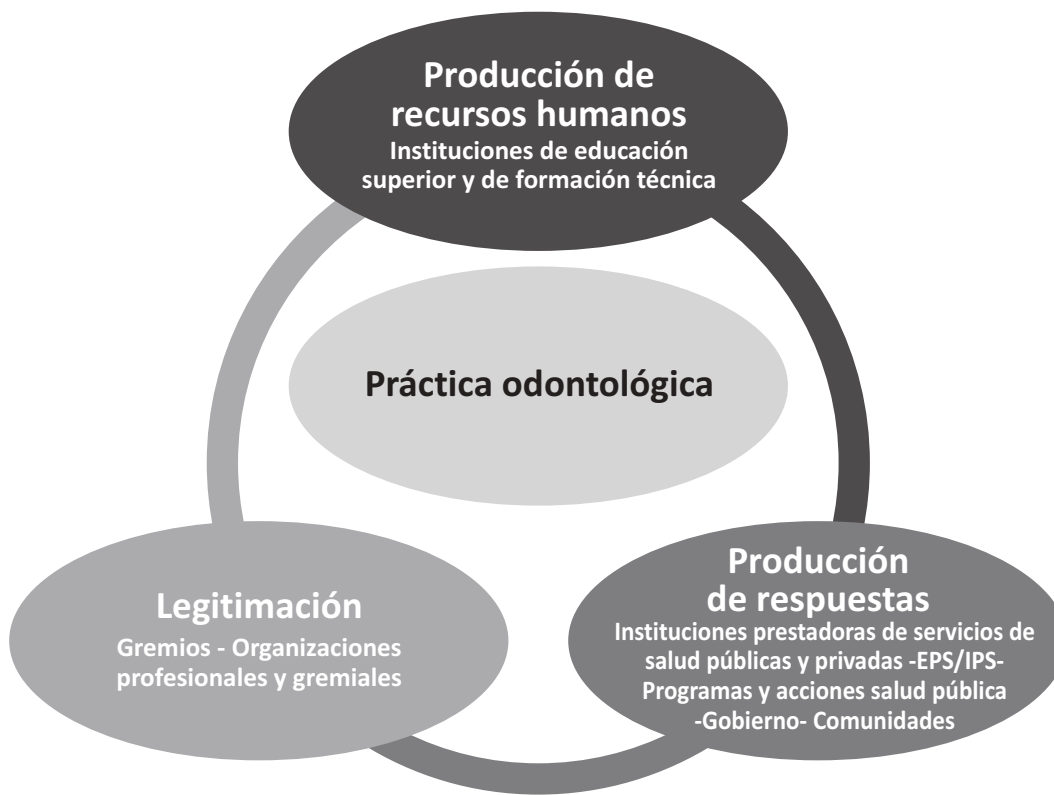 Producción de
recursos humanos
Instituciones de educación
superior y de formación técnica
Práctica odontológica
Legitimación
Gremios - Organizaciones
profesionales y gremiales
Producción
de respuestas
Instituciones prestadoras de servicios de
salud públicas y privadas -EPS/IPS-
Programas y acciones salud pública
-Gobierno- Comunidades